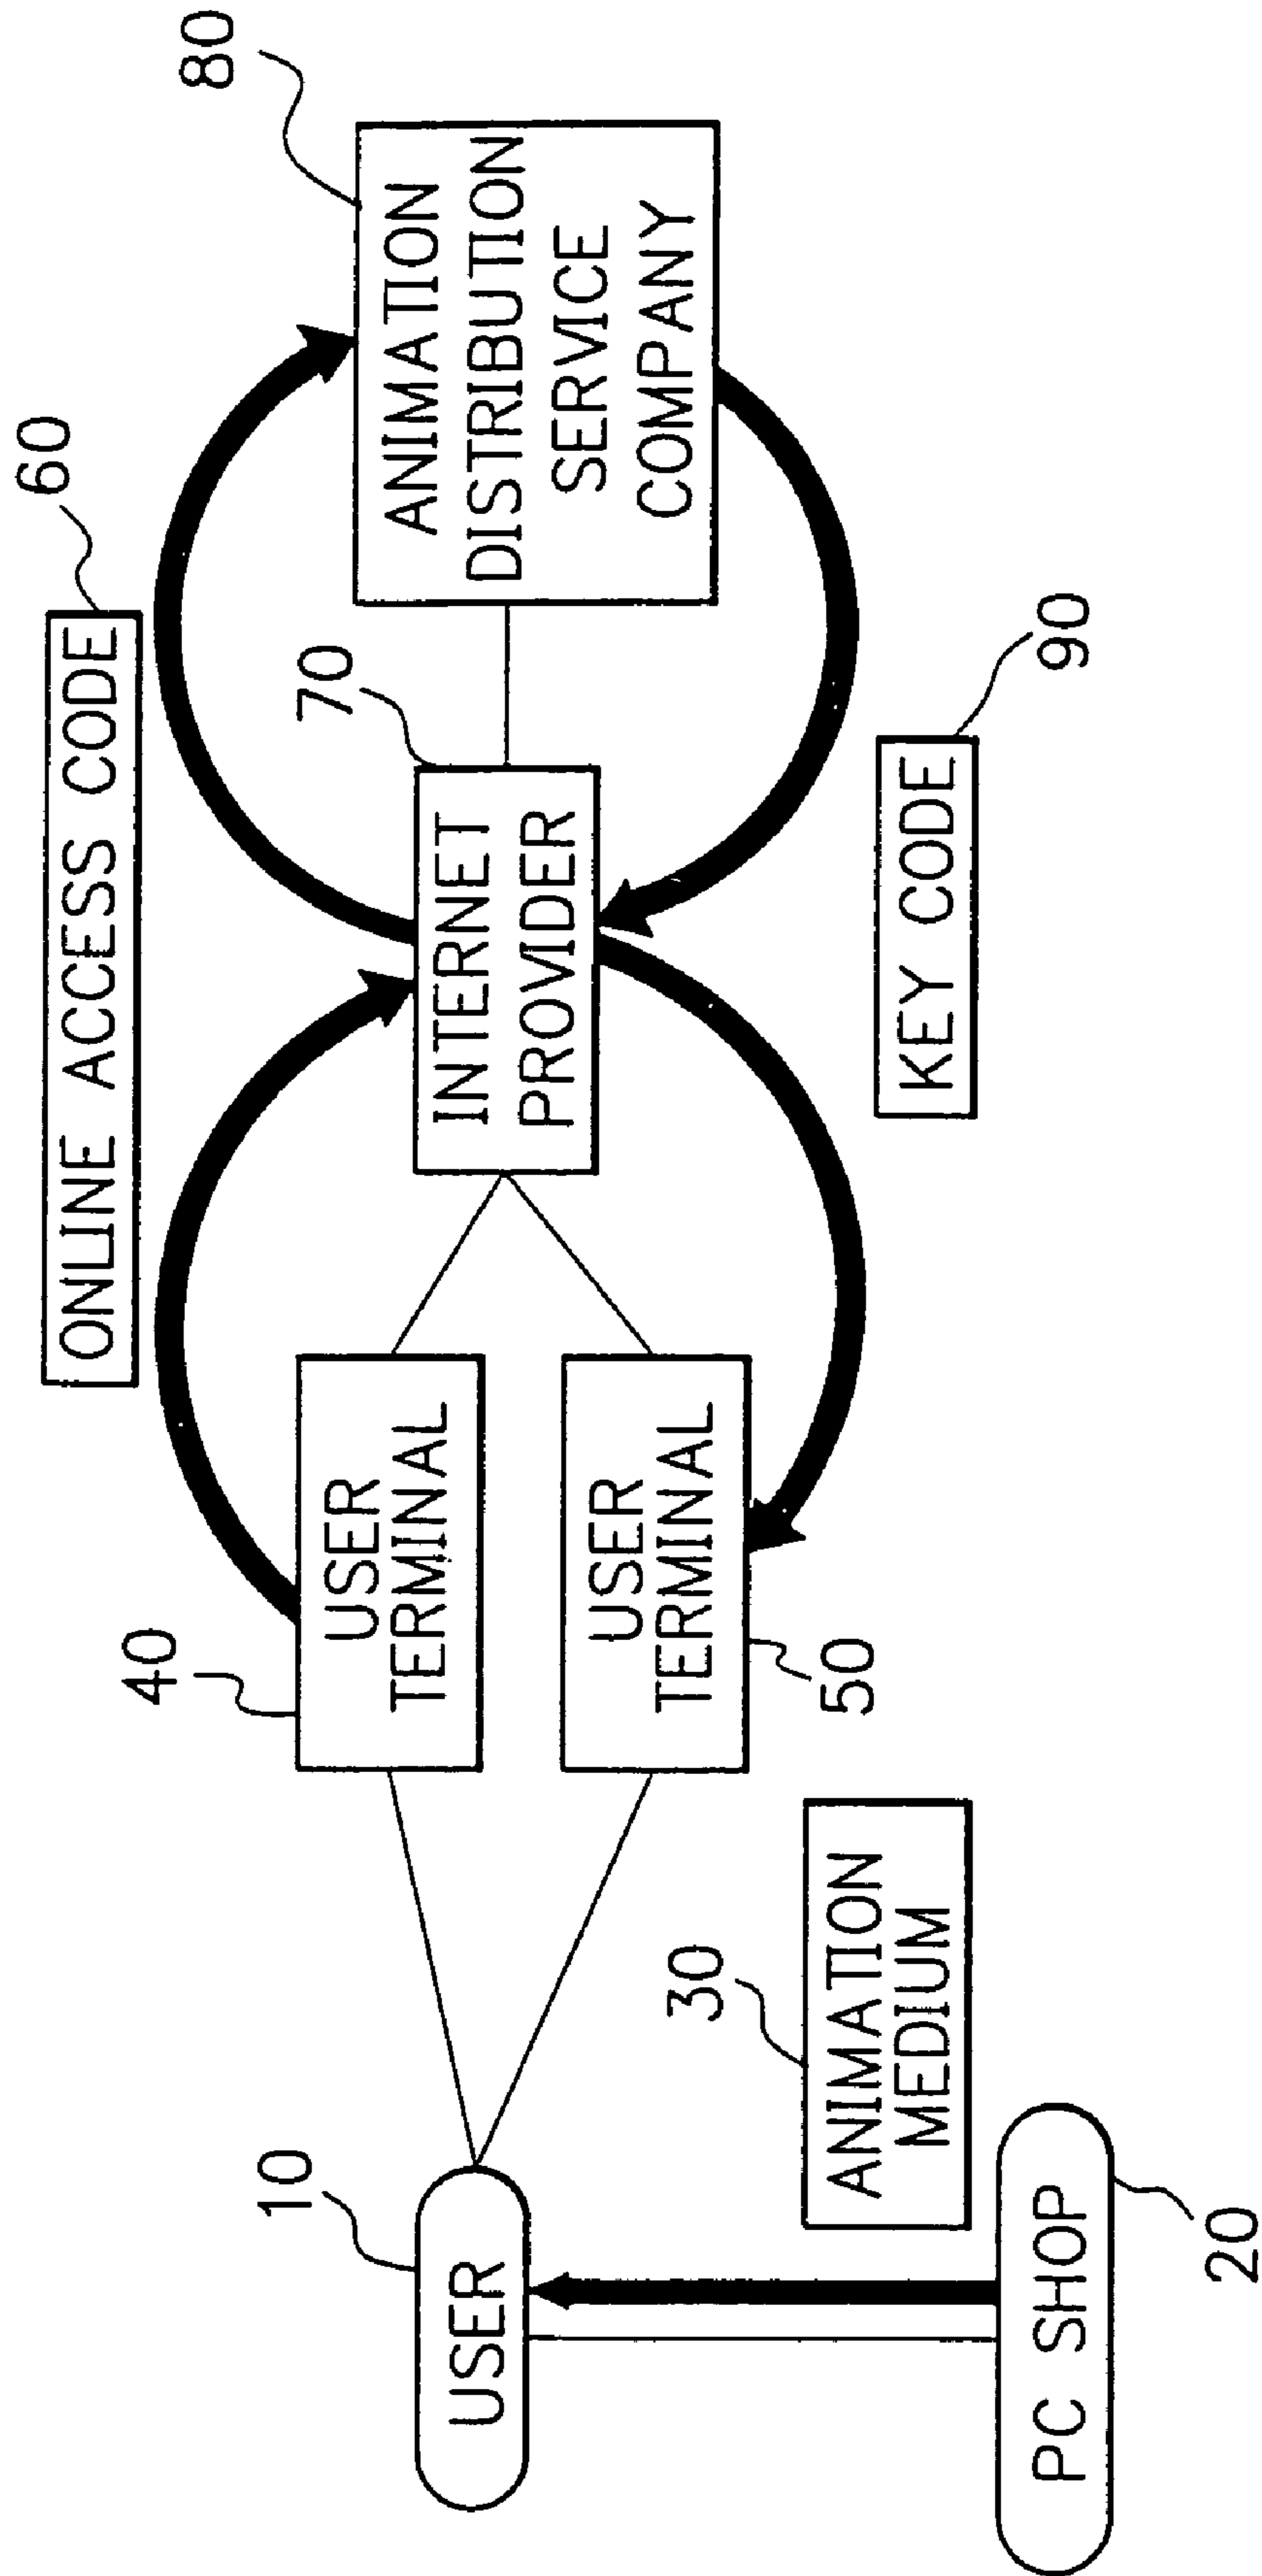 ONLINE ACCESS CODE
60
80
ANIMATION
DISTRIBUTION
SERVICE
COMPANY
70
INTERNET
PROVIDER
40
USER
TERMINAL
USER
TERMINAL
50
KEY CODE
90
10
USER
30
ANIMATION
MEDIUM
PC SHOP
20